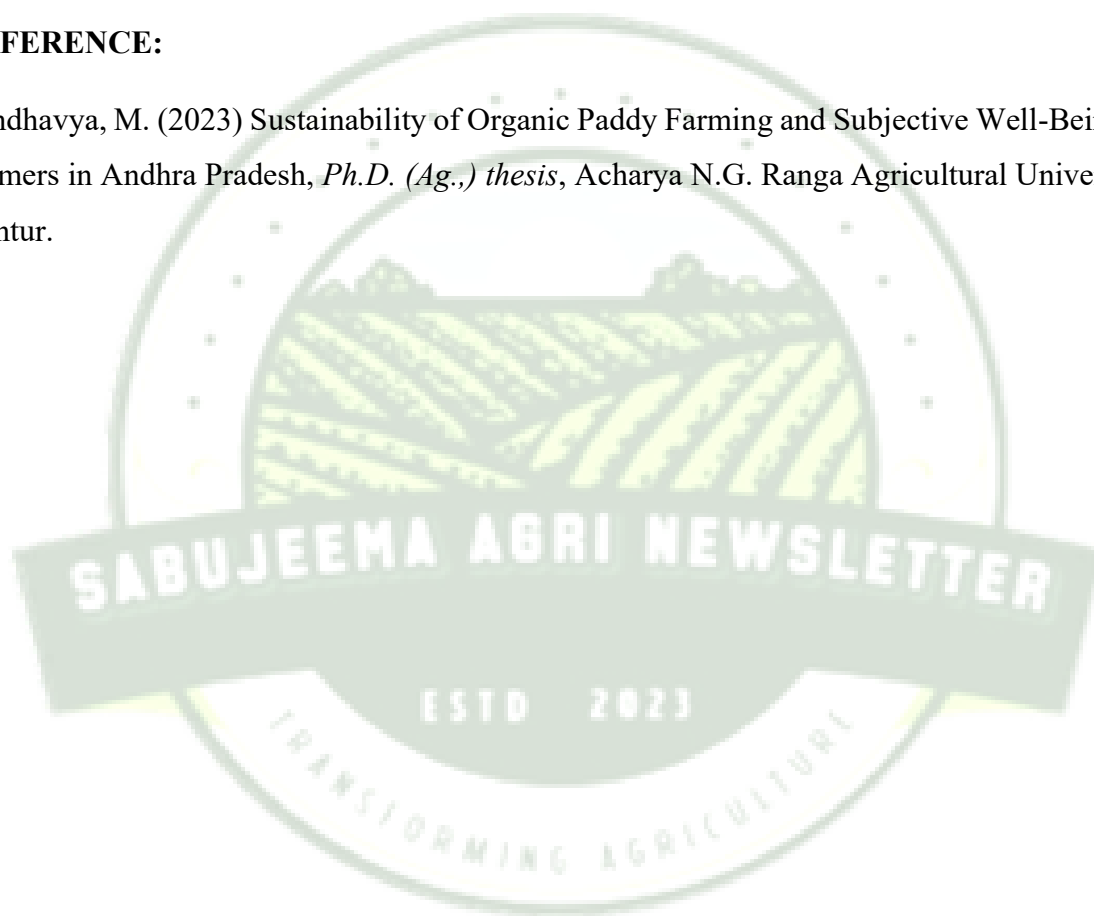 FERENCE:
ndhavya, M. (2023) Sustainability of Organic Paddy Farming and Subjective Well-Bei
mers in Andhra Pradesh, Ph.D. (Ag.,) thesis, Acharya N.G. Ranga Agricultural Unive
ntur.
SABUJEEMA AGRI NEWSLETTER
ESTD 2023
TRANSFORMING AGRICULTURE